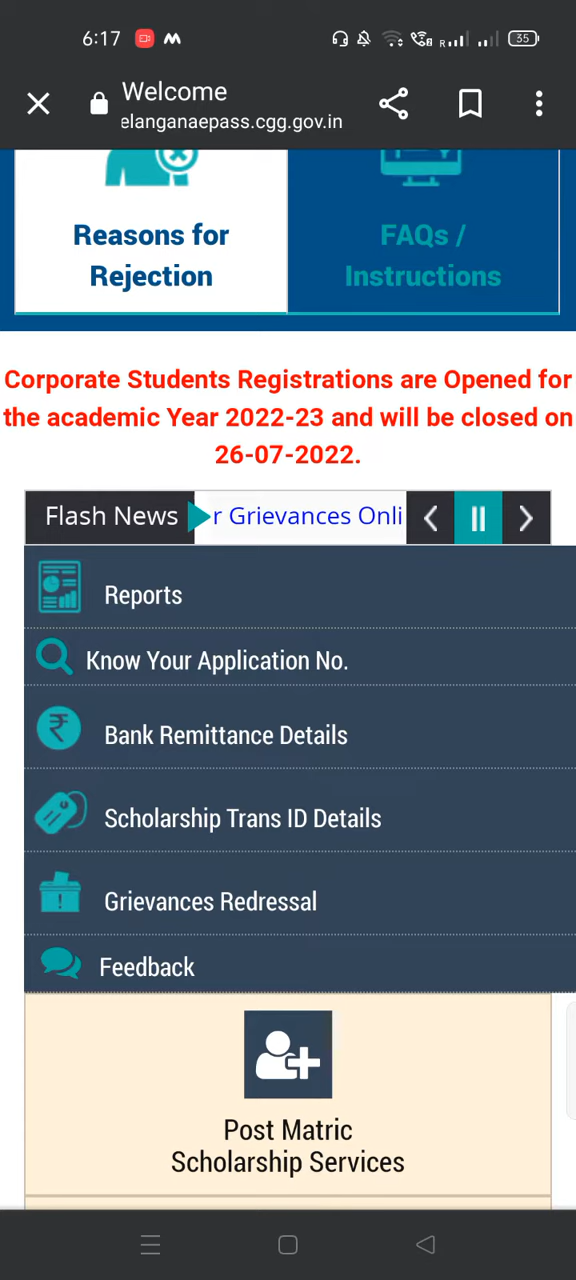 6:17
R
35
Welcome
elanganaepass.cgg.gov.in
Reasons for
Rejection
FAQs /
Instructions
Corporate Students Registrations are Opened for
the academic Year 2022-23 and will be closed on
26-07-2022.
Flash News
r Grievances Onli
Reports
Know Your Application No.
Bank Remittance Details
Scholarship Trans ID Details
Grievances Redressal
Feedback
Post Matric
Scholarship Services